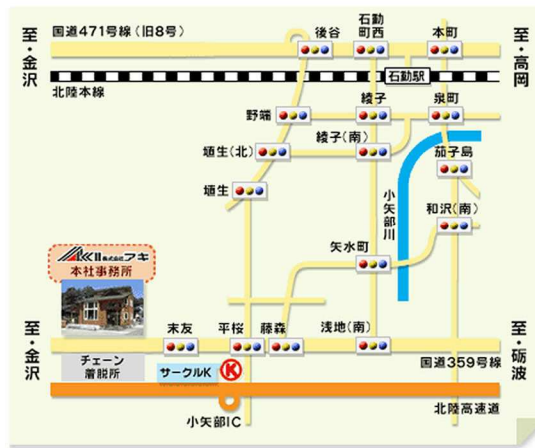 至・金沢
国道471号線(旧8号)
後谷
石動
町西
本町
至・高岡
石動駅
北陸本線
野端
綾子
泉町
埴生(北)
綾子(南)
茄子島
埴生
小矢部川
和沢(南)
矢水町
AKII株式会社アキ
本社事務所
至・金沢
末友
平桜
藤森
浅地(南)
至・砺波
チェーン
着脱所
サークルK
K
国道359号線
小矢部IC
北陸高速道